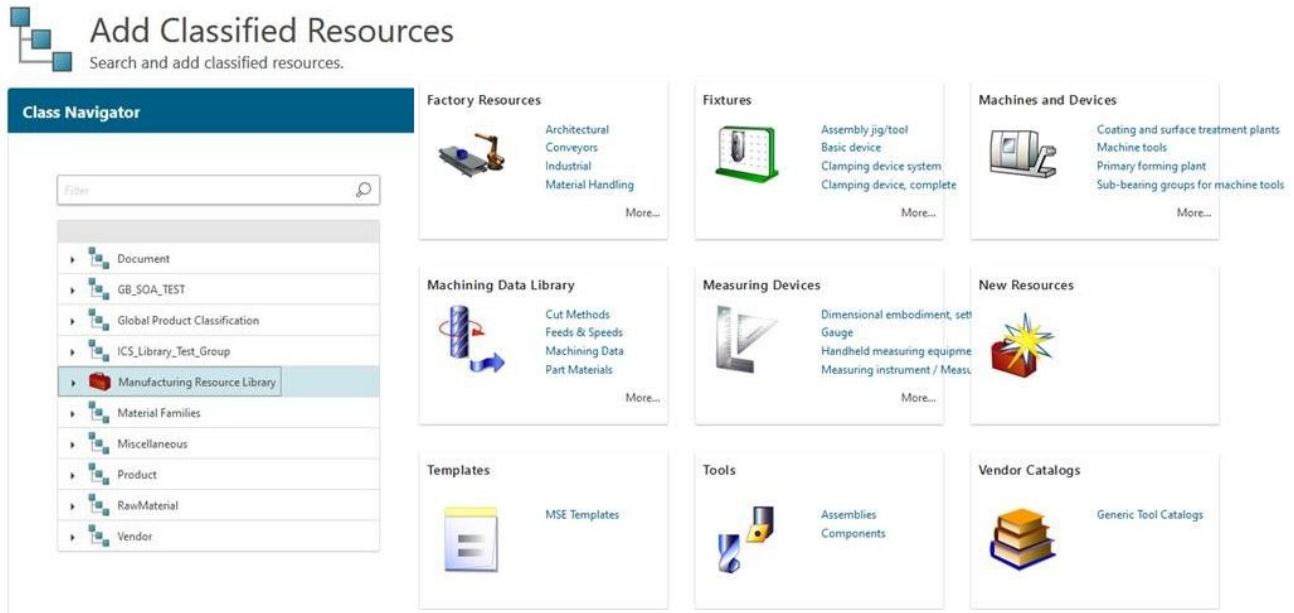 Add Classified Resources
Search and add classified resources.
Class Navigator
Filter
Document
GB_SOA_TEST
Global Product Classification
ICS_Library_Test_Group
Manufacturing Resource Library
Material Families
Miscellaneous
Product
RawMaterial
Vendor
Factory Resources
Architectural
Conveyors
Industrial
Material Handling
More...
Fixtures
Assembly jig/tool
Basic device
Clamping device system
Clamping device, complete
More...
Machines and Devices
Coating and surface treatment plants
Machine tools
Primary forming plant
Sub-bearing groups for machine tools
More...
Machining Data Library
Cut Methods
Feeds & Speeds
Machining Data
Part Materials
More...
Measuring Devices
Dimensional embodiment,
Gauge
Handheld measuring
Measuring instrument /
More...
New Resources
Templates
MSE Templates
Tools
Assemblies
Components
Vendor Catalogs
Generic Tool Catalogs